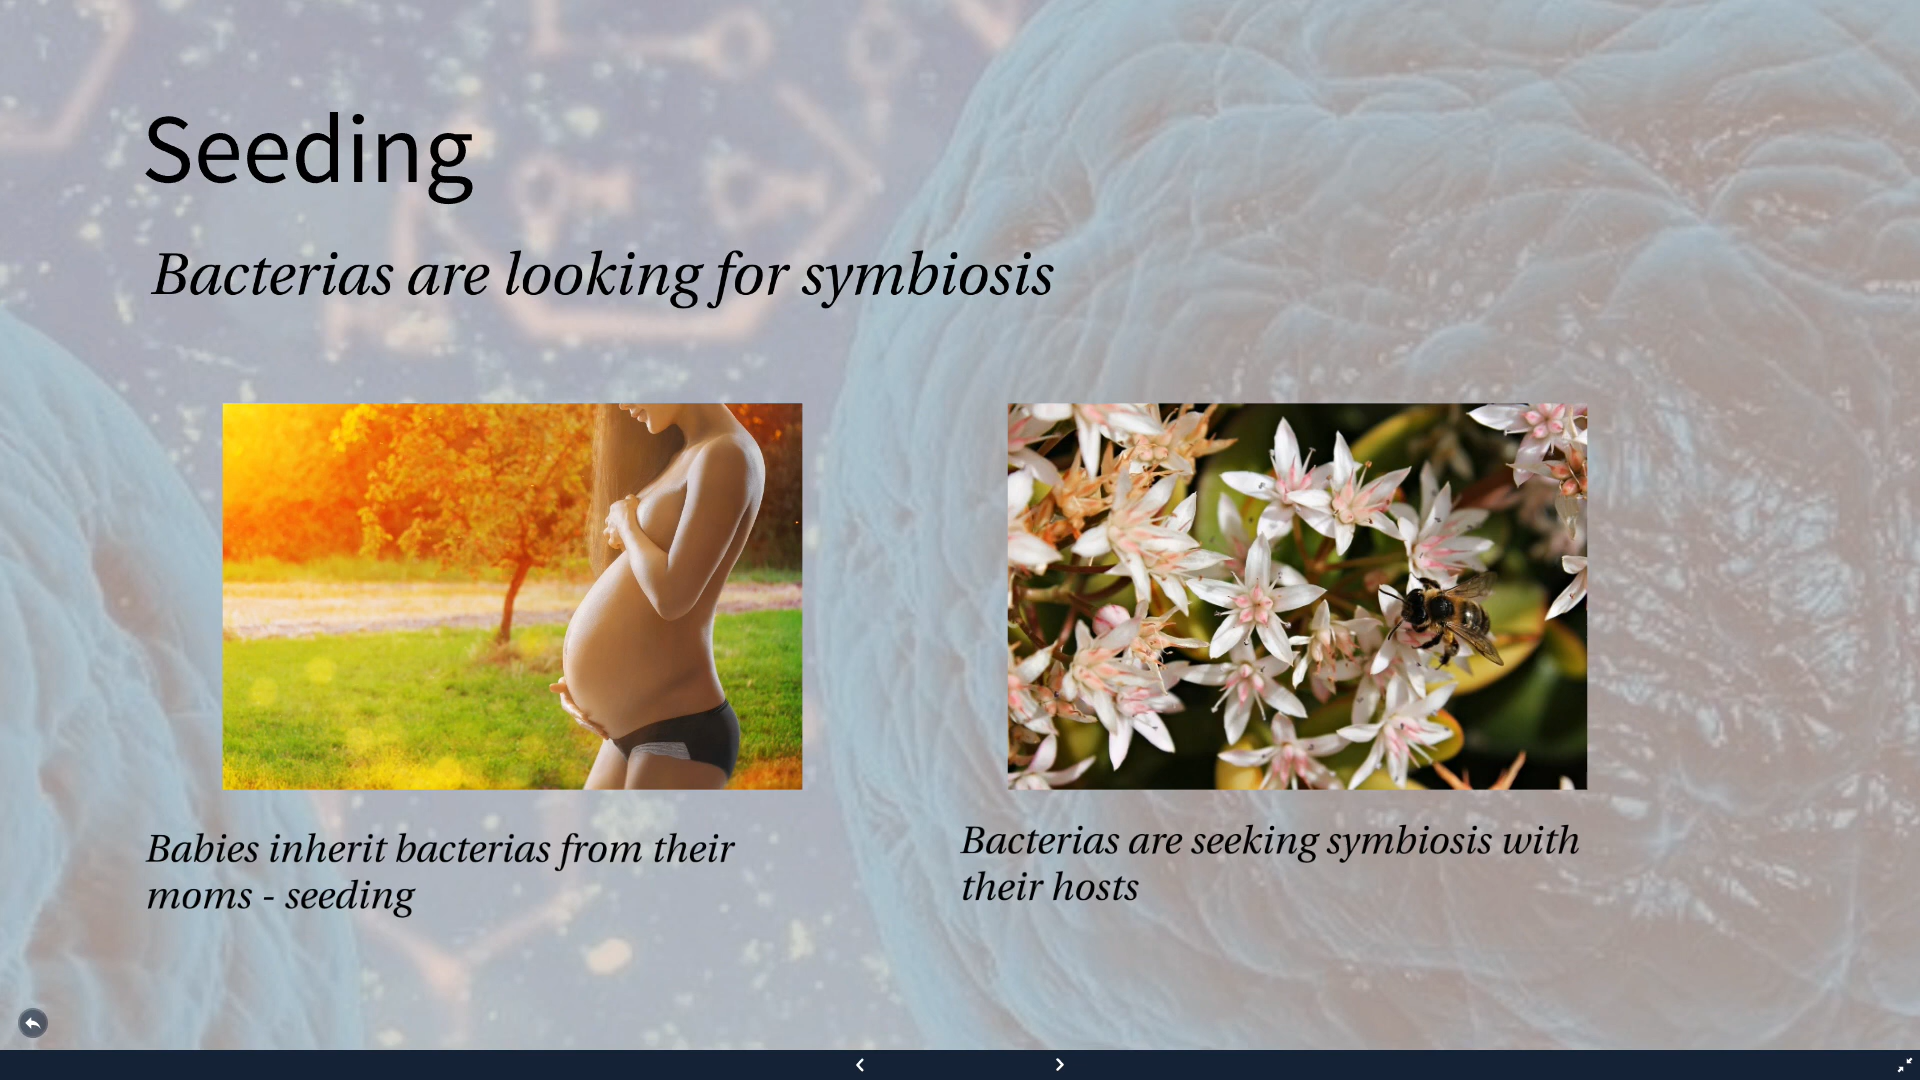 Seeding
Bacterias are looking for symbiosis
Babies inherit bacterias from their
moms - seeding
Bacterias are seeking symbiosis with
their hosts